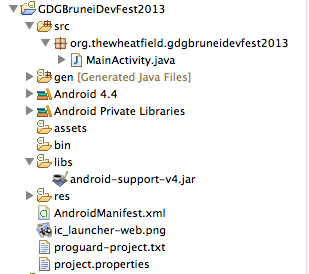 GDGBruneiDevFest2013
src
org.thewheatfield.gdgbruneidevfest2013
MainActivity.java
gen [Generated Java Files]
Android 4.4
Android Private Libraries
assets
bin
libs
android-support-v4.jar
res
AndroidManifest.xml
ic_launcher-web.png
proguard-project.txt
project.properties